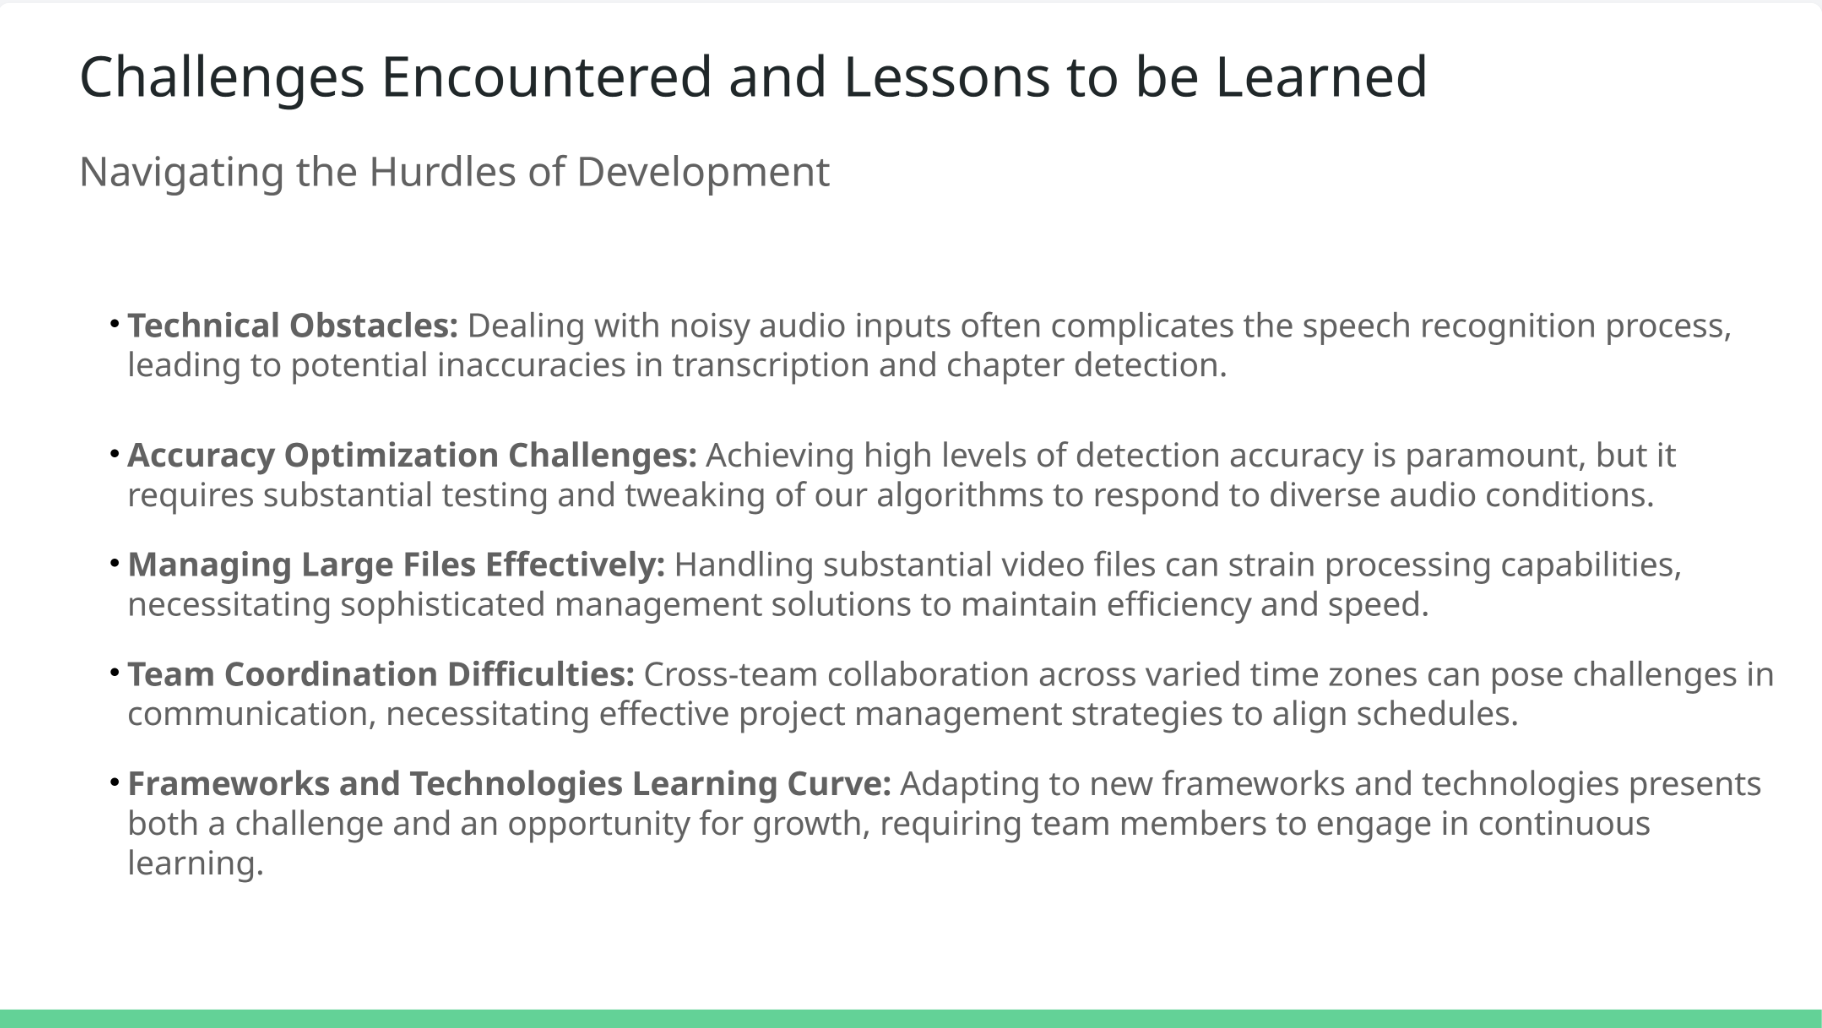 Challenges Encountered and Lessons to be Learned
Navigating the Hurdles of Development
• Technical Obstacles: Dealing with noisy audio inputs often complicates the speech recognition process,
leading to potential inaccuracies in transcription and chapter detection.
• Accuracy Optimization Challenges: Achieving high levels of detection accuracy is paramount, but it
requires substantial testing and tweaking of our algorithms to respond to diverse audio conditions.
• Managing Large Files Effectively: Handling substantial video files can strain processing capabilities,
necessitating sophisticated management solutions to maintain efficiency and speed.
• Team Coordination Difficulties: Cross-team collaboration across varied time zones can pose challenges in
communication, necessitating effective project management strategies to align schedules.
• Frameworks and Technologies Learning Curve: Adapting to new frameworks and technologies presents
both a challenge and an opportunity for growth, requiring team members to engage in continuous
learning.